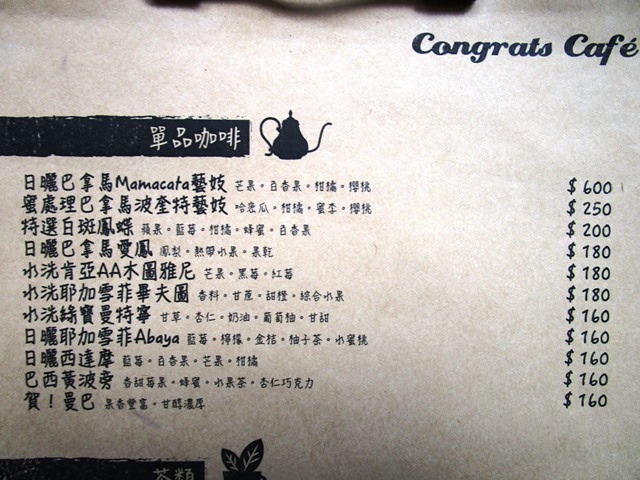 Congrats Café
單品咖啡
日曬巴拿馬Mamacata藝妓 芒果。百香果。柑橘。櫻桃 $600
蜜處理巴拿馬波奎特藝妓 哈密瓜。柑橘。蜜李。櫻桃 $250
特選白斑鳳蝶 蘋果。藍莓。柑橘。蜂蜜。百香果 $200
日曬巴拿馬愛鳳 鳳梨。熱帶水果。果乾 $180
水洗肯亞AA木圖雅尼 芒果。黑莓。紅莓 $180
水洗耶加雪菲畢夫圖 香料。甘蔗。甜橙。綜合水果 $180
水洗綠寶曼特寧 甘草。杏仁。奶油。葡萄柚。甘甜 $160
日曬耶加雪菲Abaya 藍莓。檸檬。金桔。柚子茶。水蜜桃 $160
日曬西達摩 藍莓。百香果。芒果。柑橘 $160
巴西黃波旁 香甜莓果。蜂蜜。水果茶。杏仁巧克力 $160
賀！曼巴 果香豐富。甘醇濃厚 $160
茶類